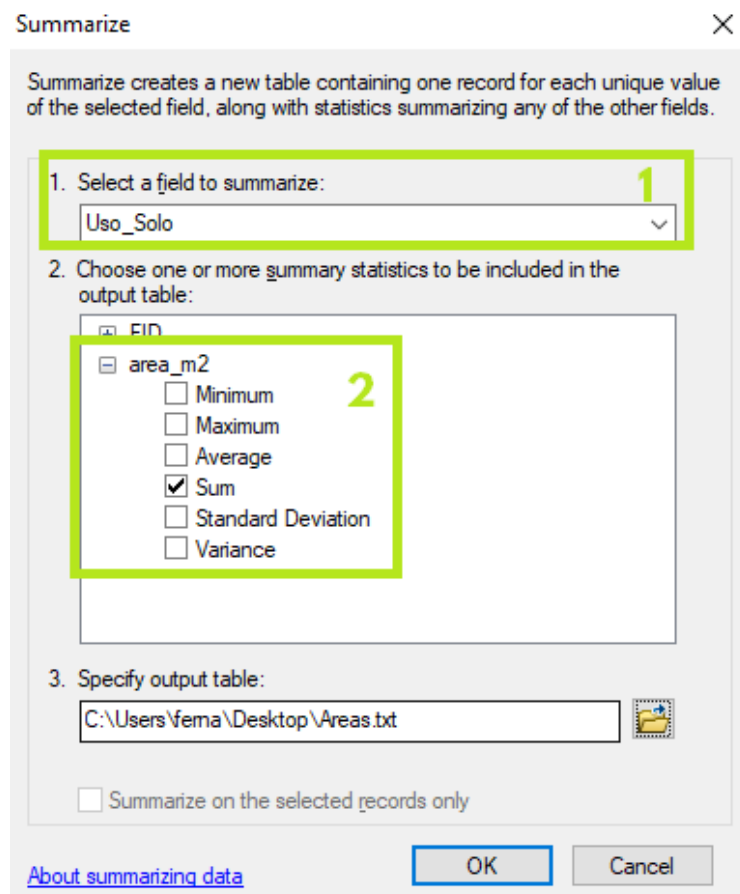 Summarize
Summarize creates a new table containing one record for each unique value
of the selected field, along with statistics summarizing any of the other fields.
1. Select a field to summarize:
1
Uso_Solo
2. Choose one or more summary statistics to be included in the
output table:
FID
area_m2
2
Minimum
Maximum
Average
Sum
Standard Deviation
Variance
3. Specify output table:
C:\Users\ferna\Desktop\Areas.txt
Summarize on the selected records only
About summarizing data
OK
Cancel